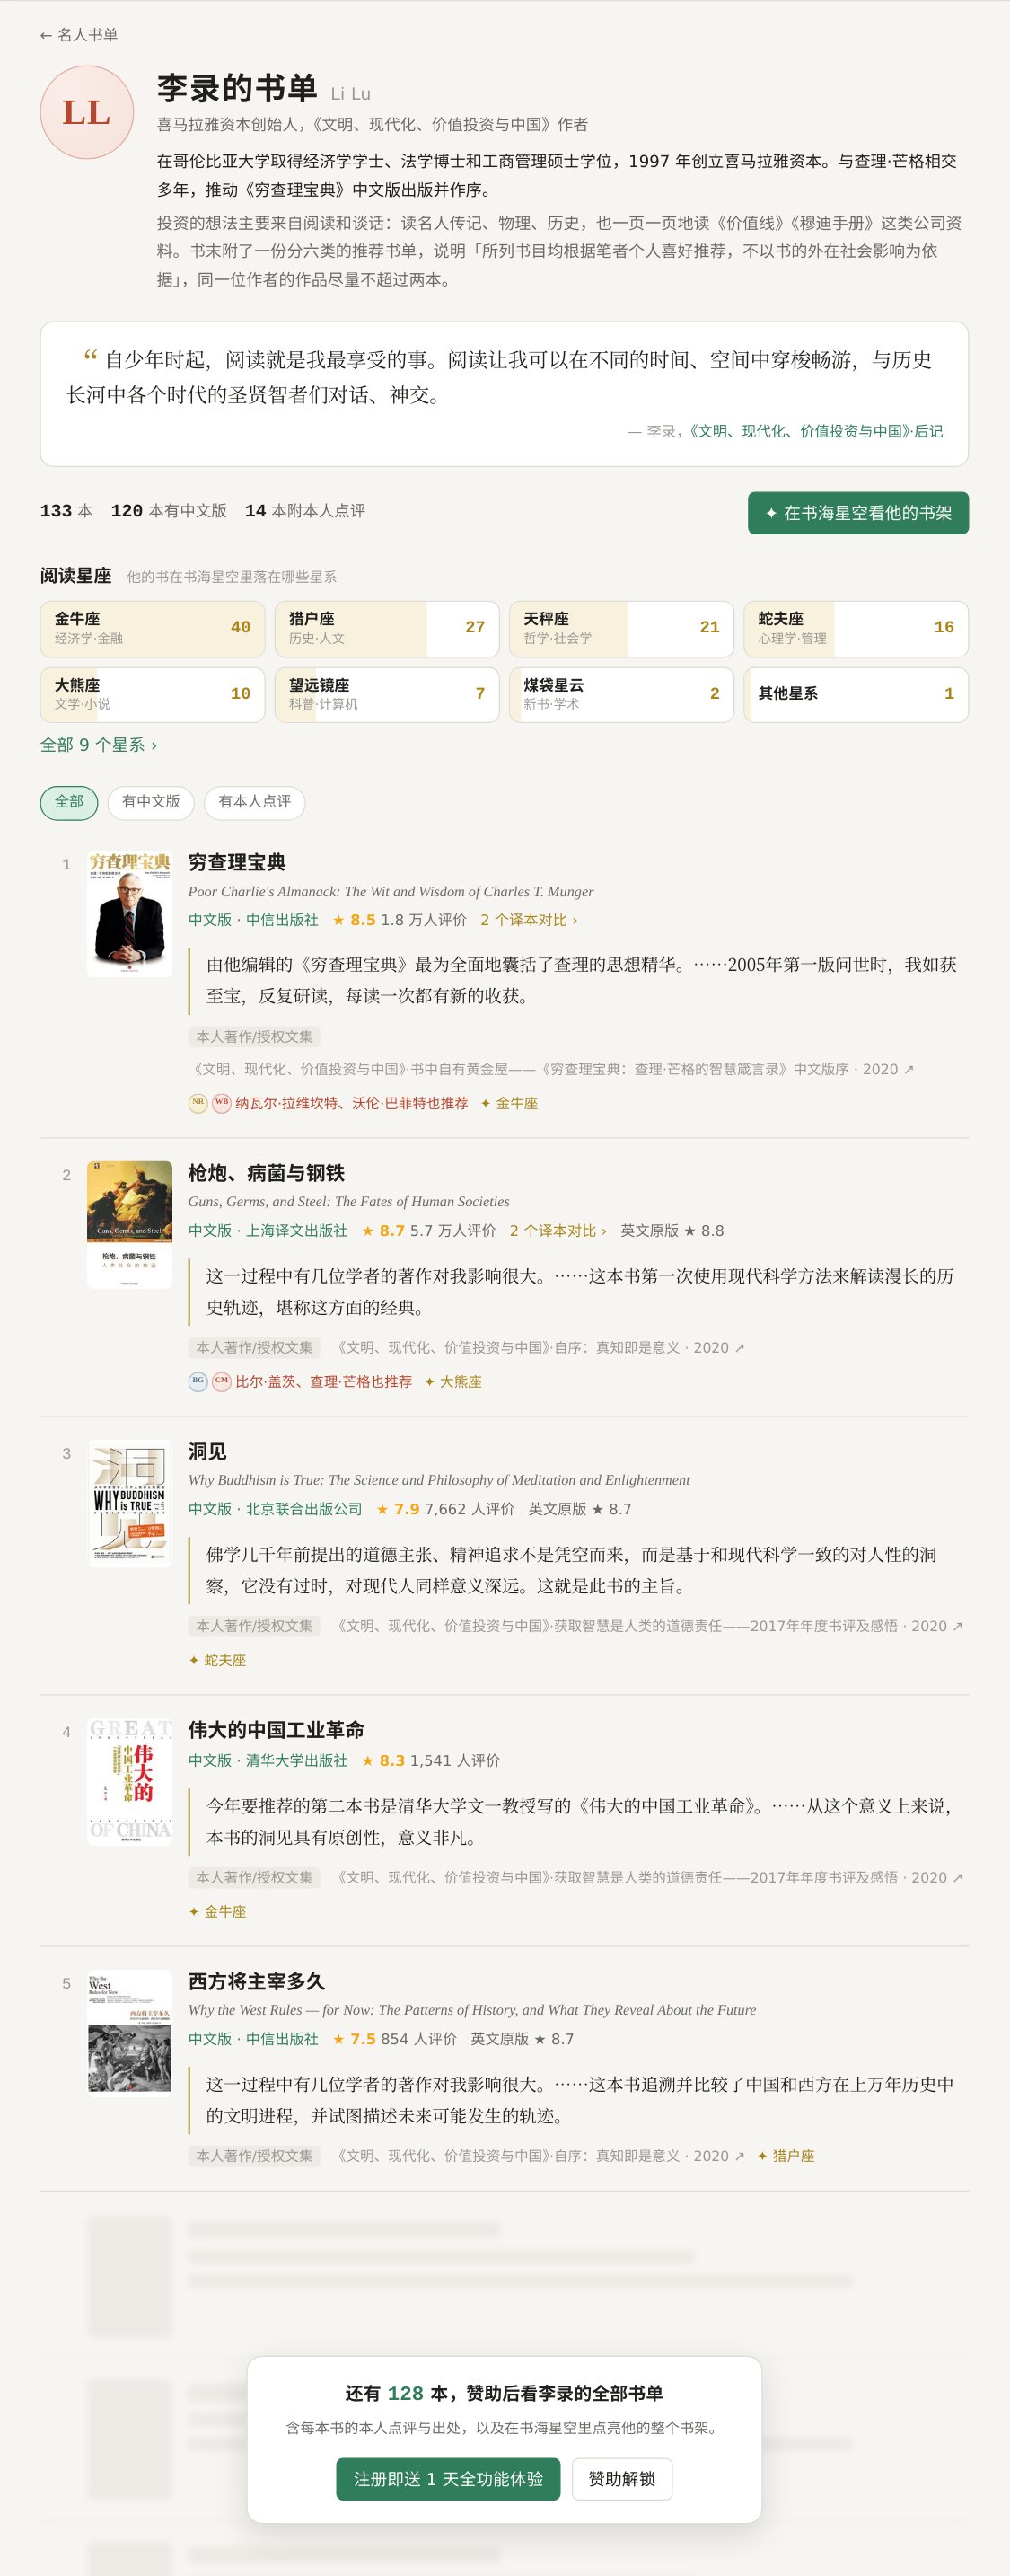 ← 名人书单
LL
李录的书单 Li Lu
喜马拉雅资本创始人，《文明、现代化、价值投资与中国》作者
在哥伦比亚大学取得经济学学士、法学博士和工商管理硕士学位，1997 年创立喜马拉雅资本。与查理·芒格相交
多年，推动《穷查理宝典》中文版出版并作序。
投资的想法主要来自阅读和谈话：读名人传记、物理、历史，也一页一页地读《价值线》《穆迪手册》这类公司资
料。书末附了一份分六类的推荐书单，说明「所列书目均根据笔者个人喜好推荐，不以书的外在社会影响为依
据」，同一位作者的作品尽量不超过两本。
“ 自少年时起，阅读就是我最享受的事。阅读让我可以在不同的时间、空间中穿梭畅游，与历史
长河中各个时代的圣贤智者们对话、神交。
— 李录，《文明、现代化、价值投资与中国》·后记
133 本 120 本有中文版 14 本附本人点评
✦ 在书海星空看他的书架
阅读星座 他的书在书海星空里落在哪些星系
金牛座 40
经济学·金融
猎户座 27
历史·人文
天秤座 21
哲学·社会学
蛇夫座 16
心理学·管理
大熊座 10
文学·小说
望远镜座 7
科普·计算机
煤袋星云 2
新书·学术
其他星系 1
全部 9 个星系 ›
全部 有中文版 有本人点评
1
穷查理宝典
穷查理宝典
Poor Charlie's Almanack: The Wit and Wisdom of Charles T. Munger
中文版 · 中信出版社 ★ 8.5 1.8 万人评价 2 个译本对比 ›
由他编辑的《穷查理宝典》最为全面地囊括了查理的思想精华。······2005年第一版问世时，我如获
至宝，反复研读，每读一次都有新的收获。
本人著作/授权文集
《文明、现代化、价值投资与中国》·书中自有黄金屋——《穷查理宝典：查理·芒格的智慧箴言录》中文版序 · 2020 ↗
NR WB 纳瓦尔·拉维坎特、沃伦·巴菲特也推荐 ✦ 金牛座
2
Guns, Germs, and Steel
枪炮、病菌与钢铁
人类社会的命运
枪炮、病菌与钢铁
Guns, Germs, and Steel: The Fates of Human Societies
中文版 · 上海译文出版社 ★ 8.7 5.7 万人评价 2 个译本对比 › 英文原版 ★ 8.8
这一过程中有几位学者的著作对我影响很大。······这本书第一次使用现代科学方法来解读漫长的历
史轨迹，堪称这方面的经典。
本人著作/授权文集 《文明、现代化、价值投资与中国》·自序：真知即是意义 · 2020 ↗
BG CM 比尔·盖茨、查理·芒格也推荐 ✦ 大熊座
3
洞见
WHY BUDDHISM
iS TRUE
洞见
Why Buddhism is True: The Science and Philosophy of Meditation and Enlightenment
中文版 · 北京联合出版公司 ★ 7.9 7,662 人评价 英文原版 ★ 8.7
佛学几千年前提出的道德主张、精神追求不是凭空而来，而是基于和现代科学一致的对人性的洞
察，它没有过时，对现代人同样意义深远。这就是此书的主旨。
本人著作/授权文集 《文明、现代化、价值投资与中国》·获取智慧是人类的道德责任——2017年年度书评及感悟 · 2020 ↗
✦ 蛇夫座
4
GREAT
伟大的
中国工业革命
OF CHINA
伟大的中国工业革命
中文版 · 清华大学出版社 ★ 8.3 1,541 人评价
今年要推荐的第二本书是清华大学文一教授写的《伟大的中国工业革命》。······从这个意义上来说，
本书的洞见具有原创性，意义非凡。
本人著作/授权文集 《文明、现代化、价值投资与中国》·获取智慧是人类的道德责任——2017年年度书评及感悟 · 2020 ↗
✦ 金牛座
5
Why the
West
Rules-for Now
西方将主宰多久
西方将主宰多久
Why the West Rules — for Now: The Patterns of History, and What They Reveal About the Future
中文版 · 中信出版社 ★ 7.5 854 人评价 英文原版 ★ 8.7
这一过程中有几位学者的著作对我影响很大。······这本书追溯并比较了中国和西方在上万年历史中
的文明进程，并试图描述未来可能发生的轨迹。
本人著作/授权文集 《文明、现代化、价值投资与中国》·自序：真知即是意义 · 2020 ↗ ✦ 猎户座
还有 128 本，赞助后看李录的全部书单
含每本书的本人点评与出处，以及在书海星空里点亮他的整个书架。
注册即送 1 天全功能体验 赞助解锁